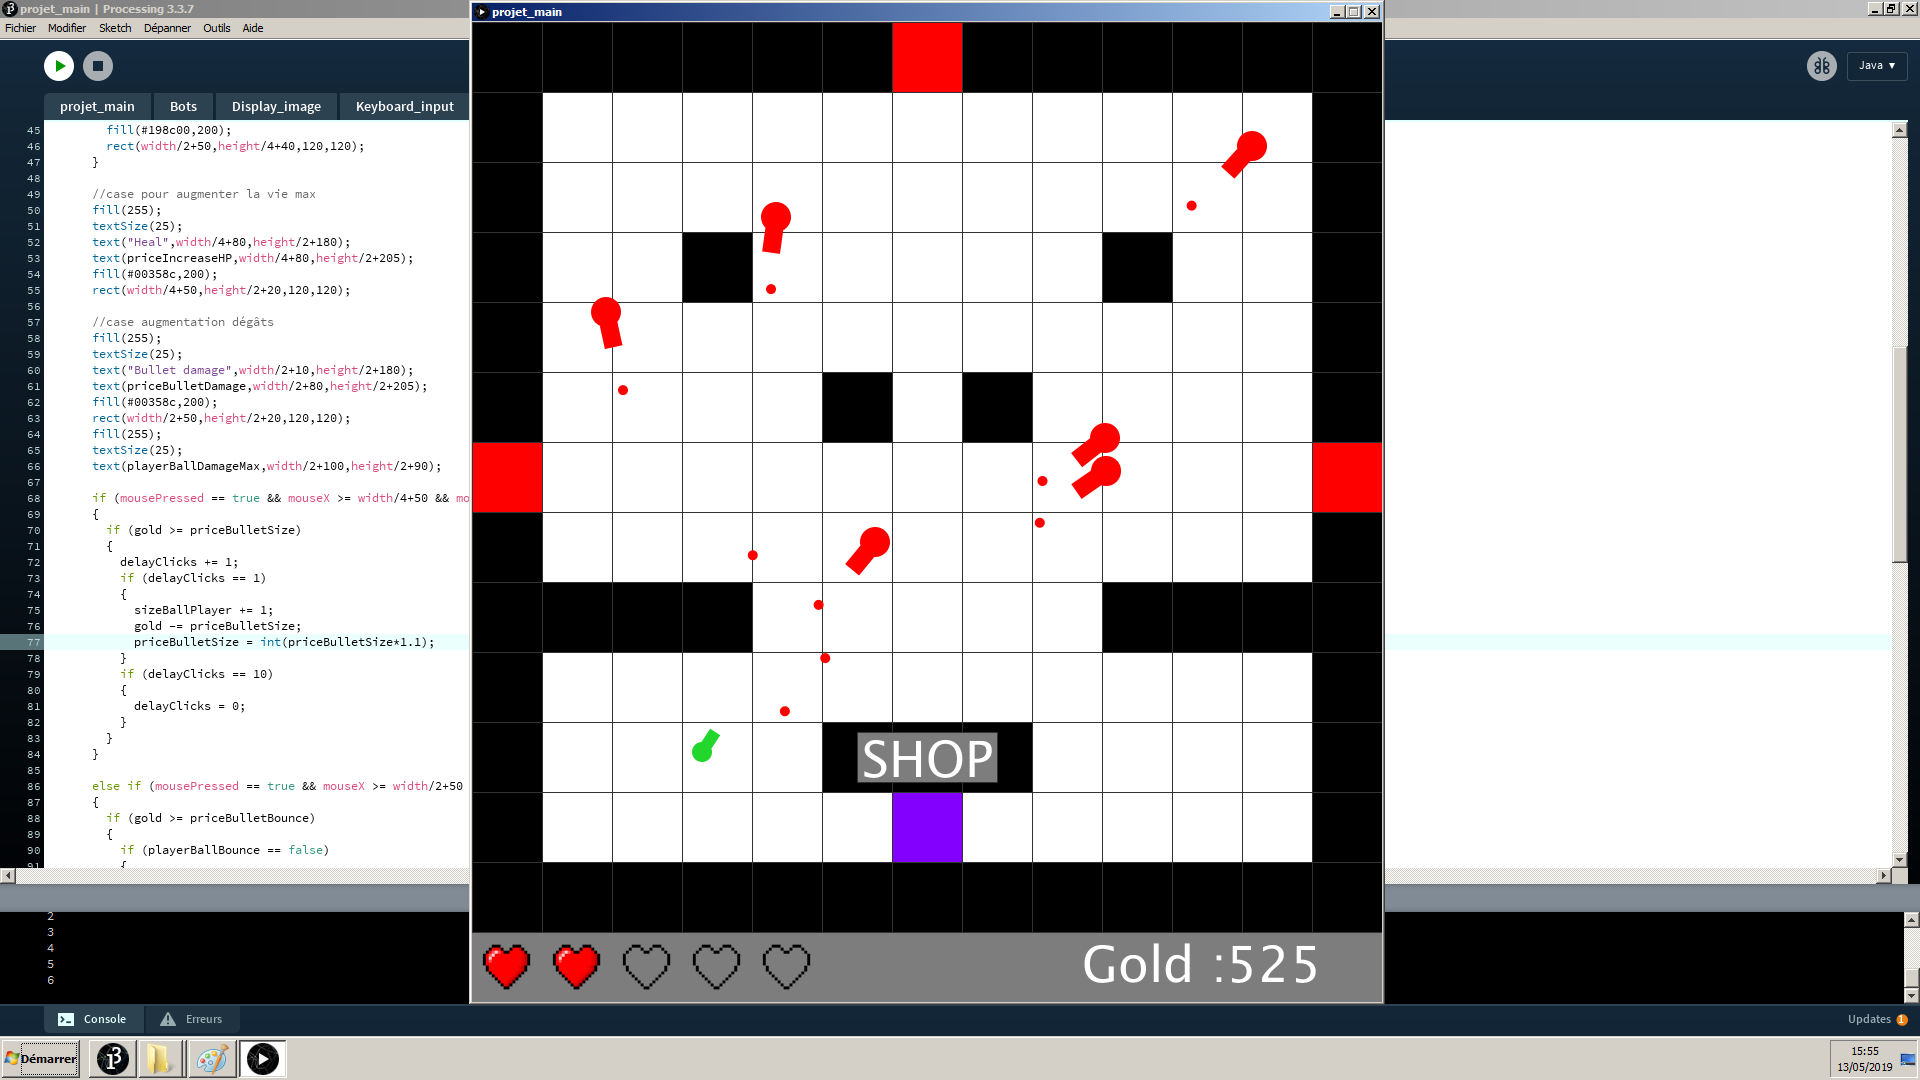 projet_main | Processing 3.3.7
Fichier Modifier Sketch Dépanner Outils Aide
Java ▼
projet_main Bots Display_image Keyboard_input
45 fill(#198c00,200);
46 rect(width/2+50,height/4+40,120,120);
47 }
48
49 //case pour augmenter la vie max
50 fill(255);
51 textSize(25);
52 text("Heal",width/4+80,height/2+180);
53 text(priceIncreaseHP,width/4+80,height/2+205);
54 fill(#00358c,200);
55 rect(width/4+50,height/2+20,120,120);
56
57 //case augmentation dégâts
58 fill(255);
59 textSize(25);
60 text("Bullet damage",width/2+10,height/2+180);
61 text(priceBulletDamage,width/2+80,height/2+205);
62 fill(#00358c,200);
63 rect(width/2+50,height/2+20,120,120);
64 fill(255);
65 textSize(25);
66 text(playerBallDamageMax,width/2+100,height/2+90);
67
68 if (mousePressed == true && mouseX >= width/4+50 && mo
69 {
70 if (gold >= priceBulletSize)
71 {
72 delayClicks += 1;
73 if (delayClicks == 1)
74 {
75 sizeBallPlayer += 1;
76 gold -= priceBulletSize;
77 priceBulletSize = int(priceBulletSize*1.1);
78 }
79 if (delayClicks == 10)
80 {
81 delayClicks = 0;
82 }
83 }
84 }
85
86 else if (mousePressed == true && mouseX >= width/2+50
87 {
88 if (gold >= priceBulletBounce)
89 {
90 if (playerBallBounce == false)
91 {
2
3
4
5
6
Console Erreurs
Updates 1
projet_main
SHOP
Gold :525
Démarrer
15:55
13/05/2019